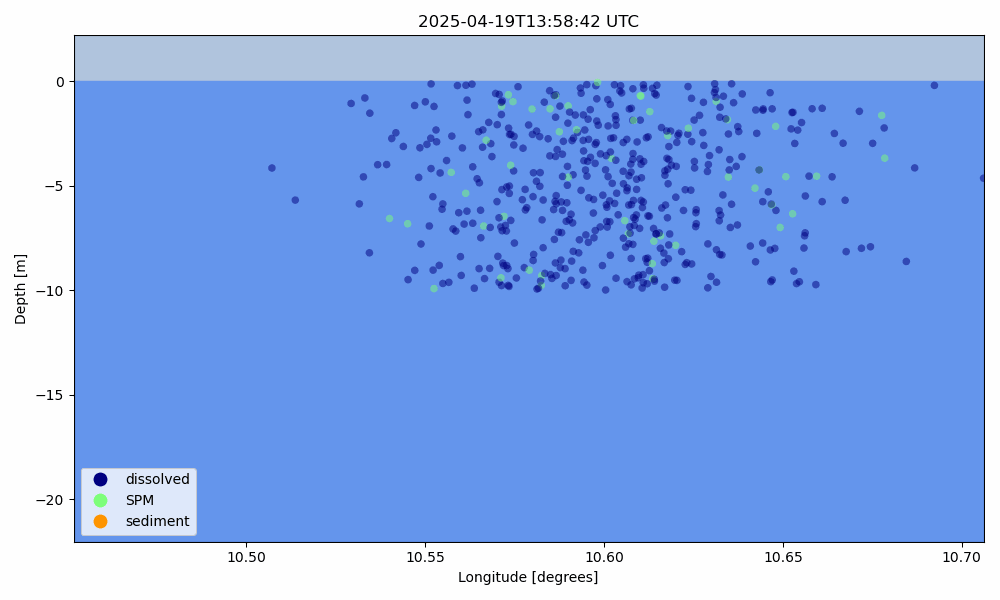 2025-04-19T13:58:42 UTC
Depth [m]
0
−5
−10
−15
−20
dissolved
SPM
sediment
10.50 10.55 10.60 10.65 10.70
Longitude [degrees]